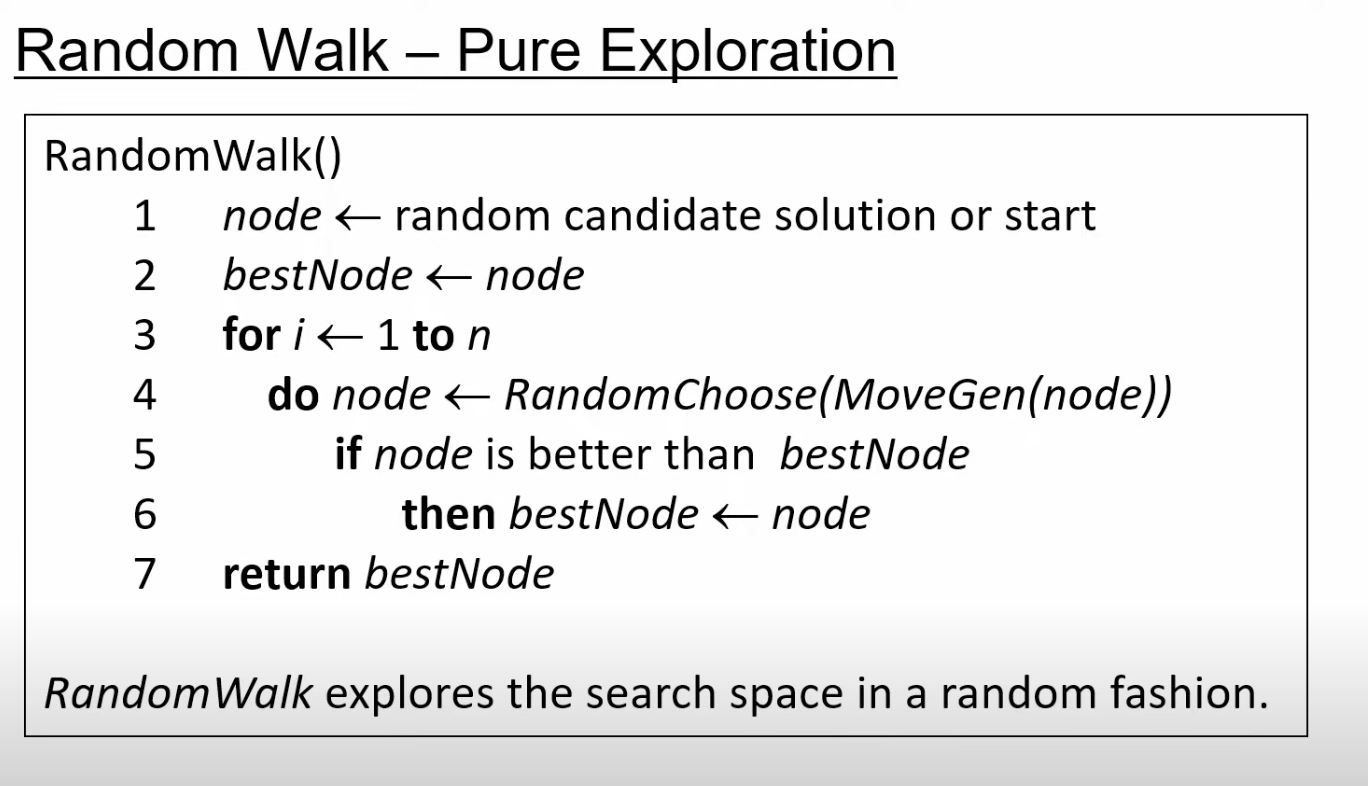 Random Walk – Pure Exploration
RandomWalk()
1 node ← random candidate solution or start
2 bestNode ← node
3 for i ← 1 to n
4 do node ← RandomChoose(MoveGen(node))
5 if node is better than bestNode
6 then bestNode ← node
7 return bestNode
RandomWalk explores the search space in a random fashion.